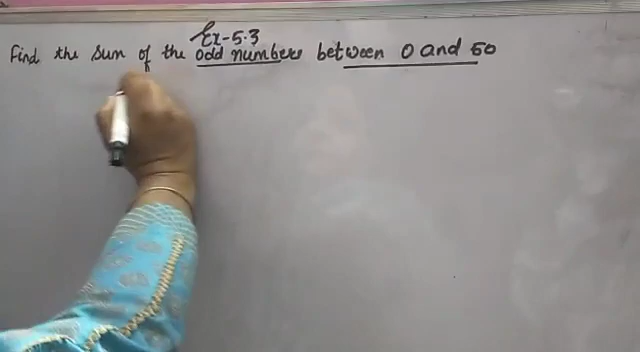 Ex-5.3
Find the sum of the odd numbers between 0 and 50